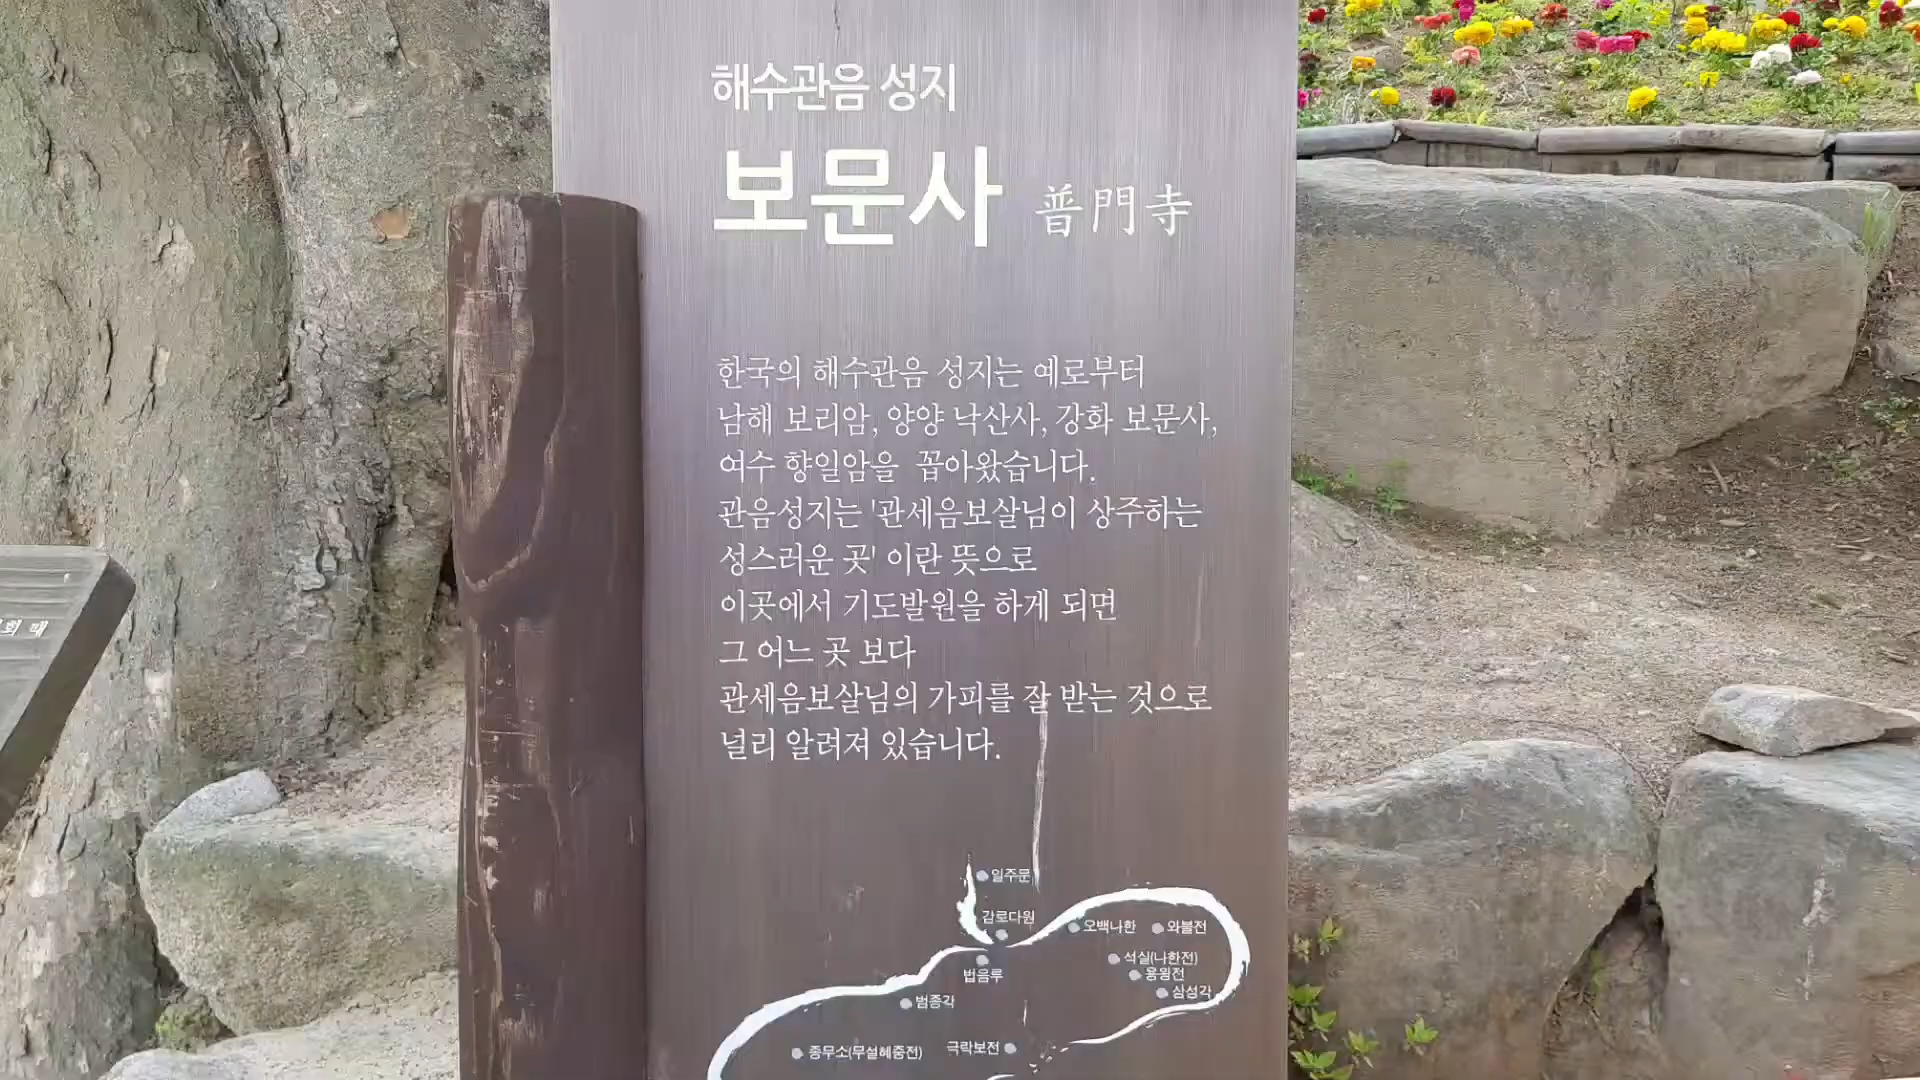 해수관음 성지
보문사 普門寺
한국의 해수관음 성지는 예로부터
남해 보리암, 양양 낙산사, 강화 보문사,
여수 향일암을 꼽아왔습니다.
관음성지는 '관세음보살님이 상주하는
성스러운 곳' 이란 뜻으로
이곳에서 기도발원을 하게 되면
그 어느 곳 보다
관세음보살님의 가피를 잘 받는 것으로
널리 알려져 있습니다.
일주문
감로다원
오백나한
와불전
석실(나한전)
법음루
용왕전
삼성각
범종각
극락보전
종무소(무설혜중전)